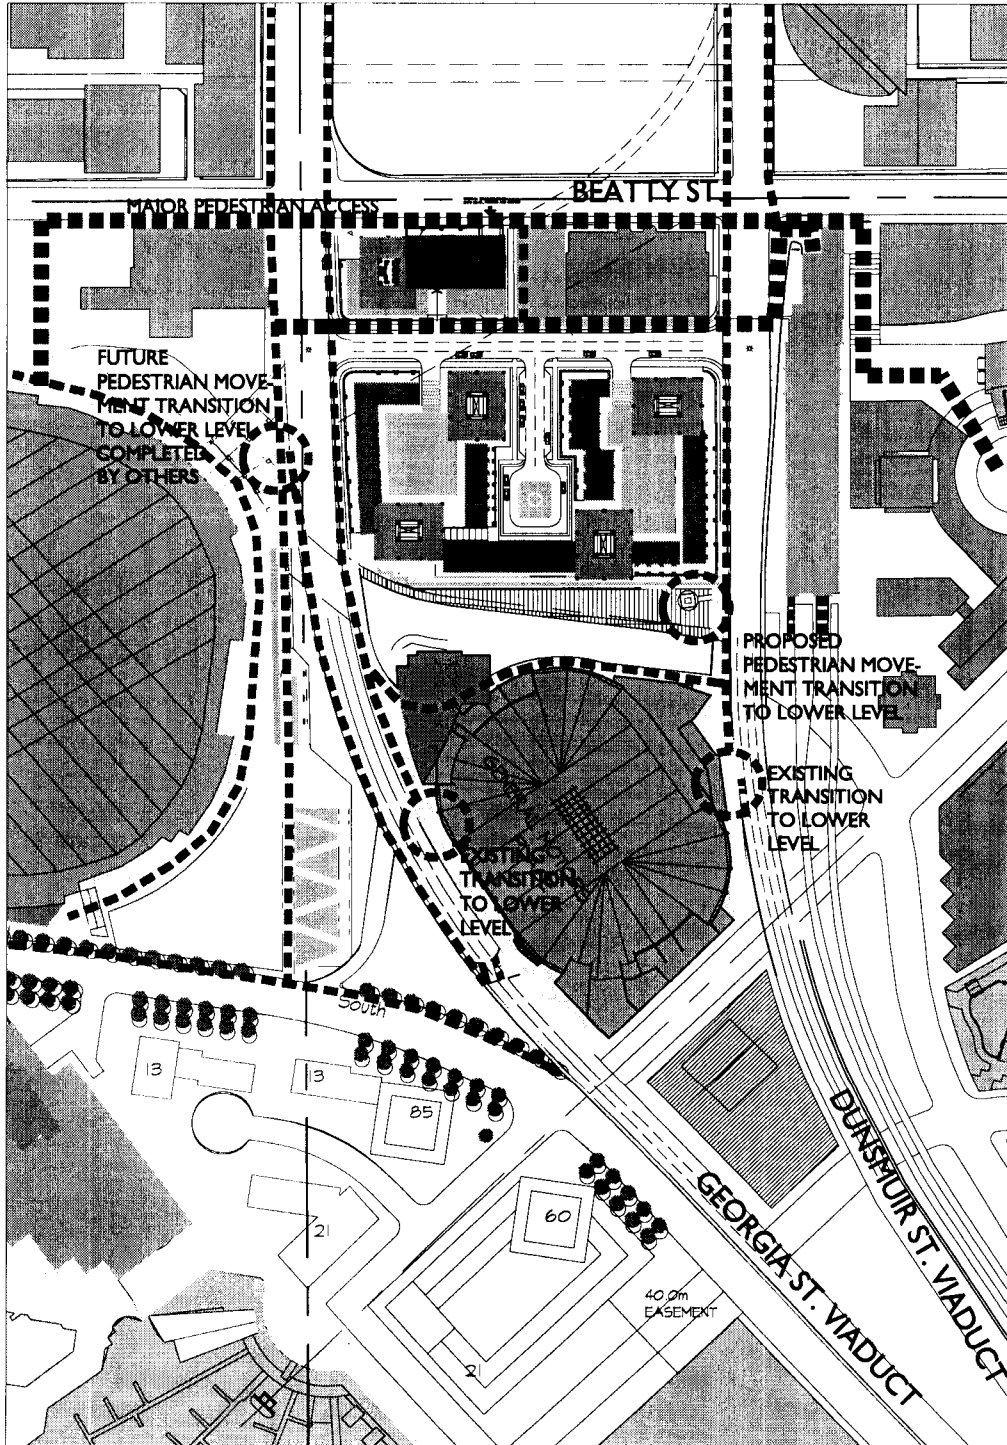 BEATTY ST.
MAJOR PEDESTRIAN ACCESS
FUTURE
PEDESTRIAN MOVE-
MENT TRANSITION
TO LOWER LEVEL
COMPLETED
BY OTHERS
PROPOSED
PEDESTRIAN MOVE-
MENT TRANSITION
TO LOWER LEVEL
EXISTING
TRANSITION
TO LOWER
LEVEL
EXISTING
TRANSITION
TO LOWER
LEVEL
South
13
13
85
21
60
40.0m
EASEMENT
21
GEORGIA ST. VIADUCT
DUNSMUIR ST. VIADUCT